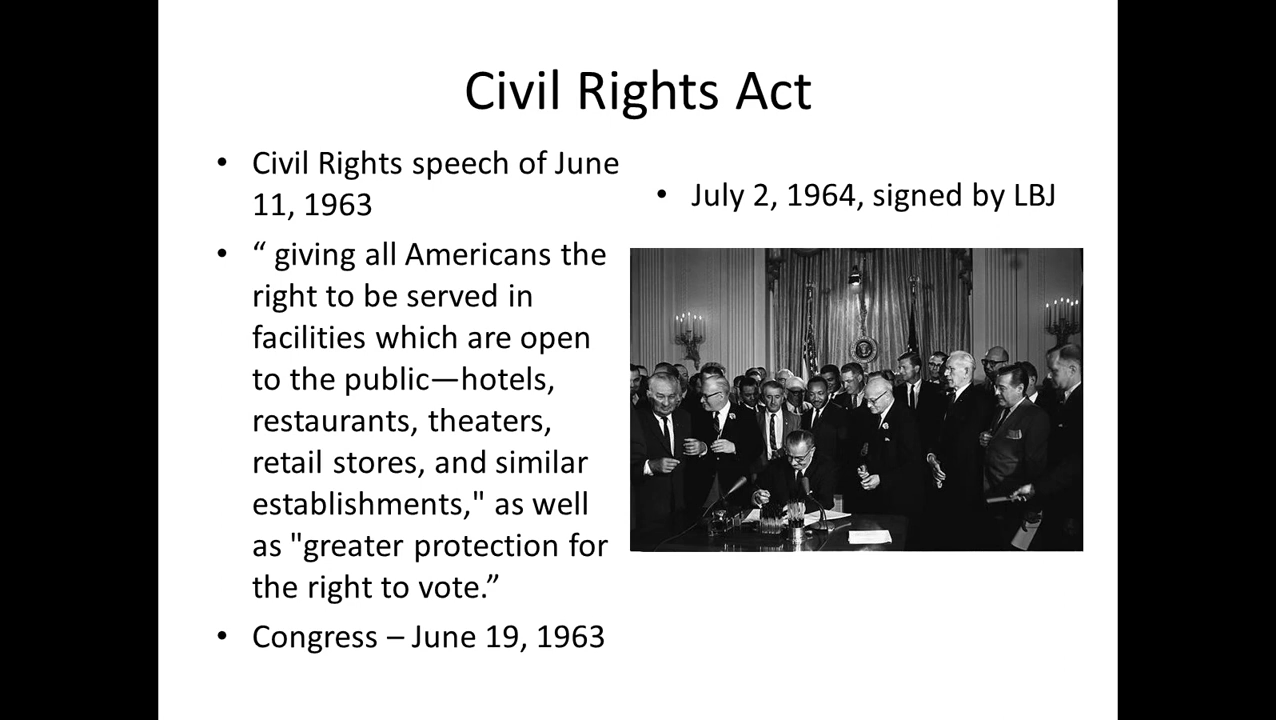 Civil Rights Act
• Civil Rights speech of June
11, 1963
• “ giving all Americans the
right to be served in
facilities which are open
to the public—hotels,
restaurants, theaters,
retail stores, and similar
establishments," as well
as "greater protection for
the right to vote.”
• Congress – June 19, 1963
• July 2, 1964, signed by LBJ